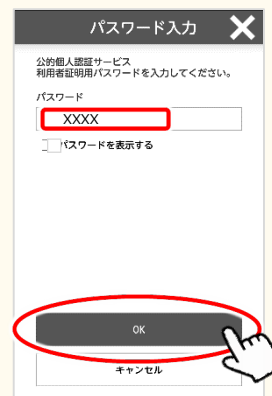 パスワード入力
公的個人認証サービス
利用者証明用パスワードを入力してください。
パスワード
XXXX
パスワードを表示する
OK
キャンセル